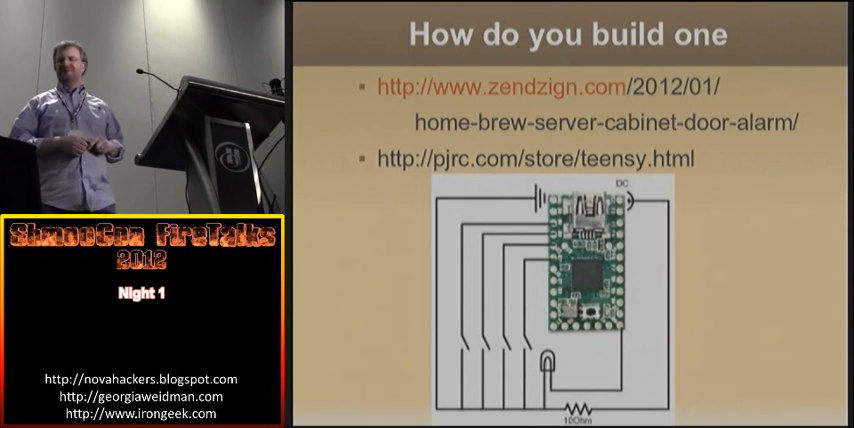 How do you build one
http://www.zendzign.com/2012/01/
home-brew-server-cabinet-door-alarm/
http://pjrc.com/store/teensy.html
DC
10Ohm
ShmooCon FireTalks
2012
Night 1
http://novahackers.blogspot.com
http://georgiaweidman.com
http://www.irongeek.com